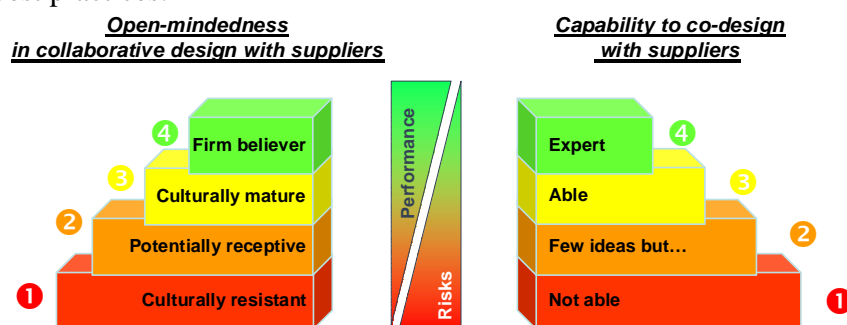 Open-mindedness
in collaborative design with suppliers
Capability to co-design
with suppliers
4
Firm believer
3
Culturally mature
2
Potentially receptive
1
Culturally resistant
Performance
Risks
Expert
4
Able
3
Few ideas but…
2
Not able
1